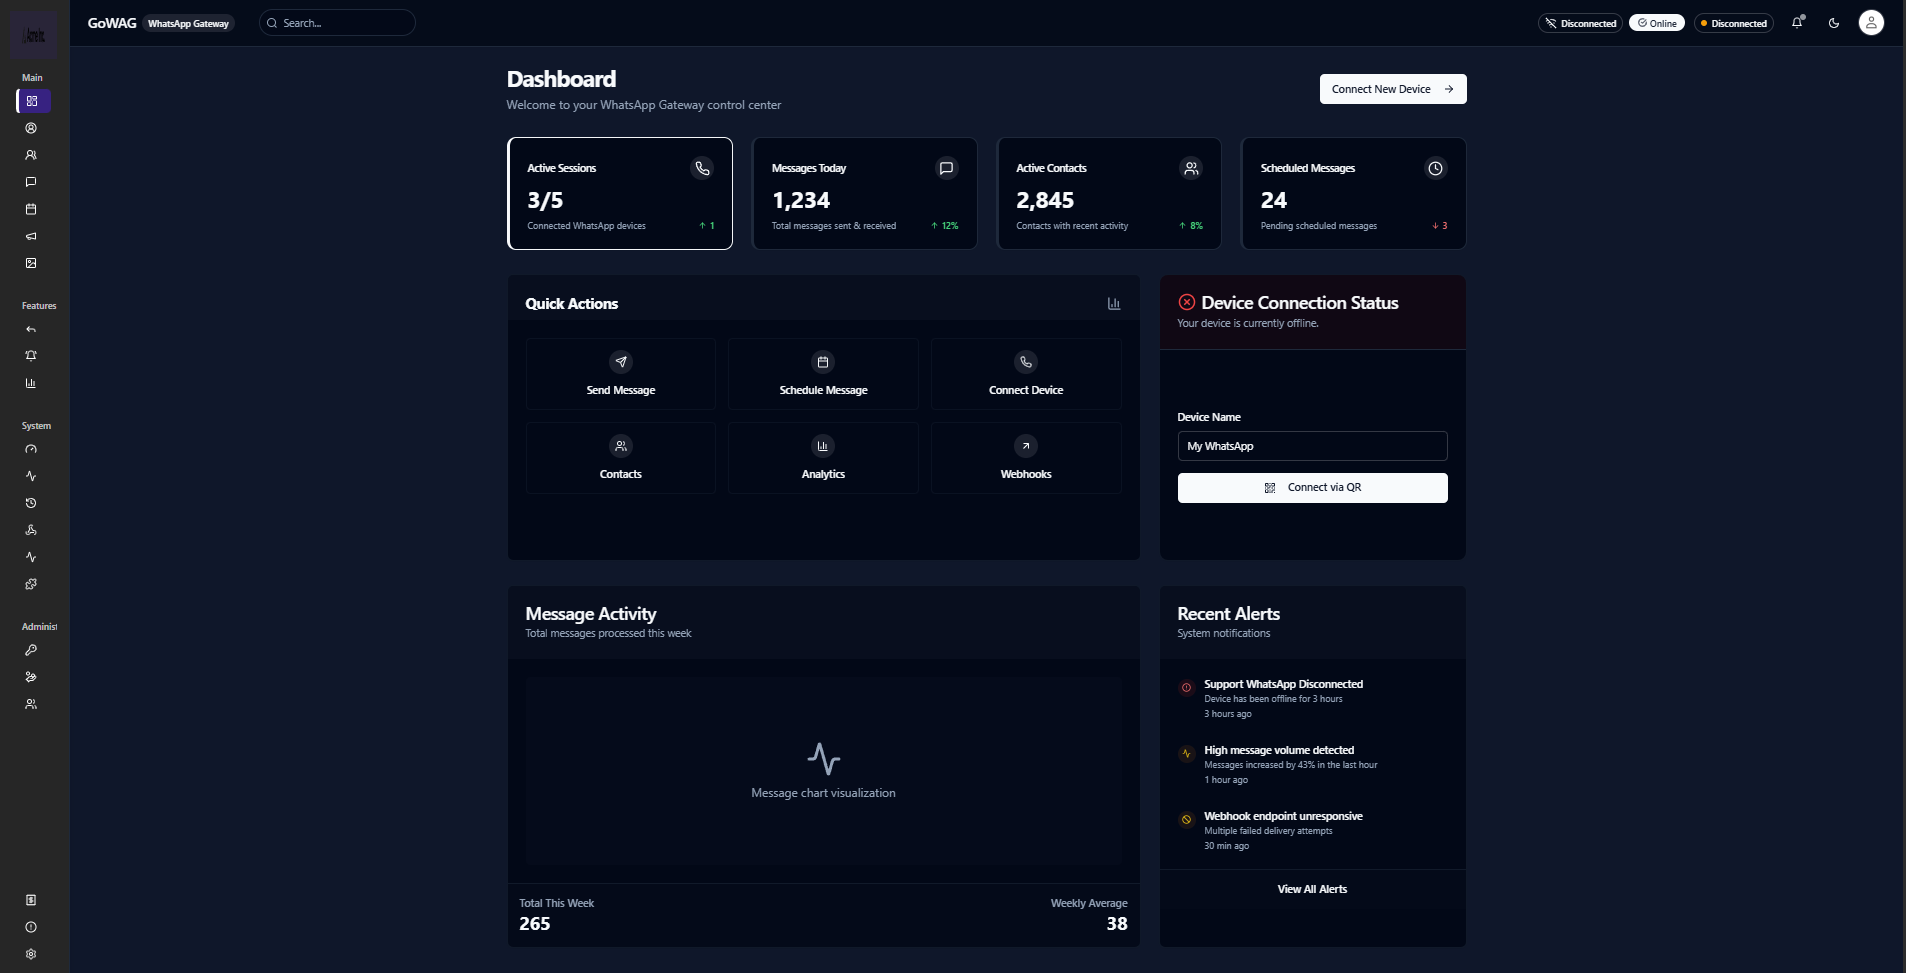 GoWAG WhatsApp Gateway
Search...
Disconnected
Online
Disconnected
Main
Features
System
Administ
Dashboard
Welcome to your WhatsApp Gateway control center
Connect New Device
Active Sessions
3/5
Connected WhatsApp devices
↑ 1
Messages Today
1,234
Total messages sent & received
↑ 12%
Active Contacts
2,845
Contacts with recent activity
↑ 8%
Scheduled Messages
24
Pending scheduled messages
↓ 3
Quick Actions
Send Message
Schedule Message
Connect Device
Contacts
Analytics
Webhooks
Device Connection Status
Your device is currently offline.
Device Name
My WhatsApp
Connect via QR
Message Activity
Total messages processed this week
Message chart visualization
Total This Week
265
Weekly Average
38
Recent Alerts
System notifications
Support WhatsApp Disconnected
Device has been offline for 3 hours
3 hours ago
High message volume detected
Messages increased by 43% in the last hour
1 hour ago
Webhook endpoint unresponsive
Multiple failed delivery attempts
30 min ago
View All Alerts